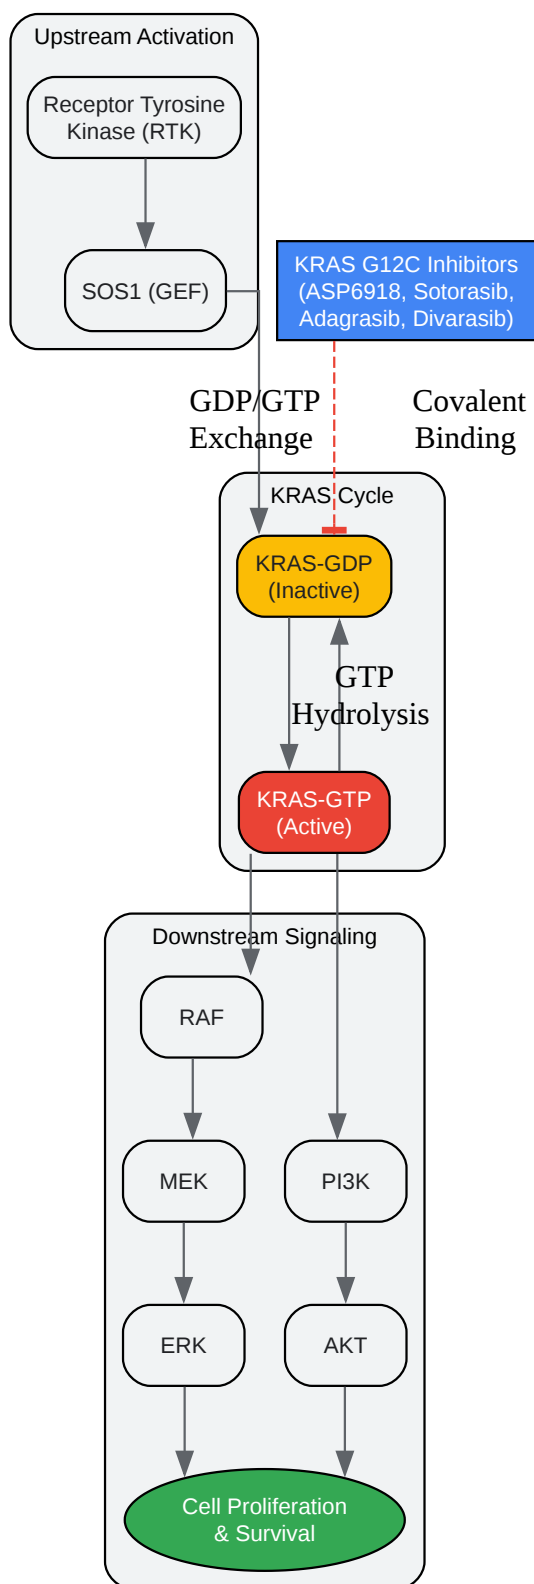 Upstream Activation
Receptor Tyrosine
Kinase (RTK)
SOS1 (GEF)
KRAS G12C Inhibitors
(ASP6918, Sotorasib,
Adagrasib, Divarasib)
GDP/GTP
Exchange
Covalent
Binding
KRAS Cycle
KRAS-GDP
(Inactive)
GTP
Hydrolysis
KRAS-GTP
(Active)
Downstream Signaling
RAF
MEK
PI3K
ERK
AKT
Cell Proliferation
& Survival